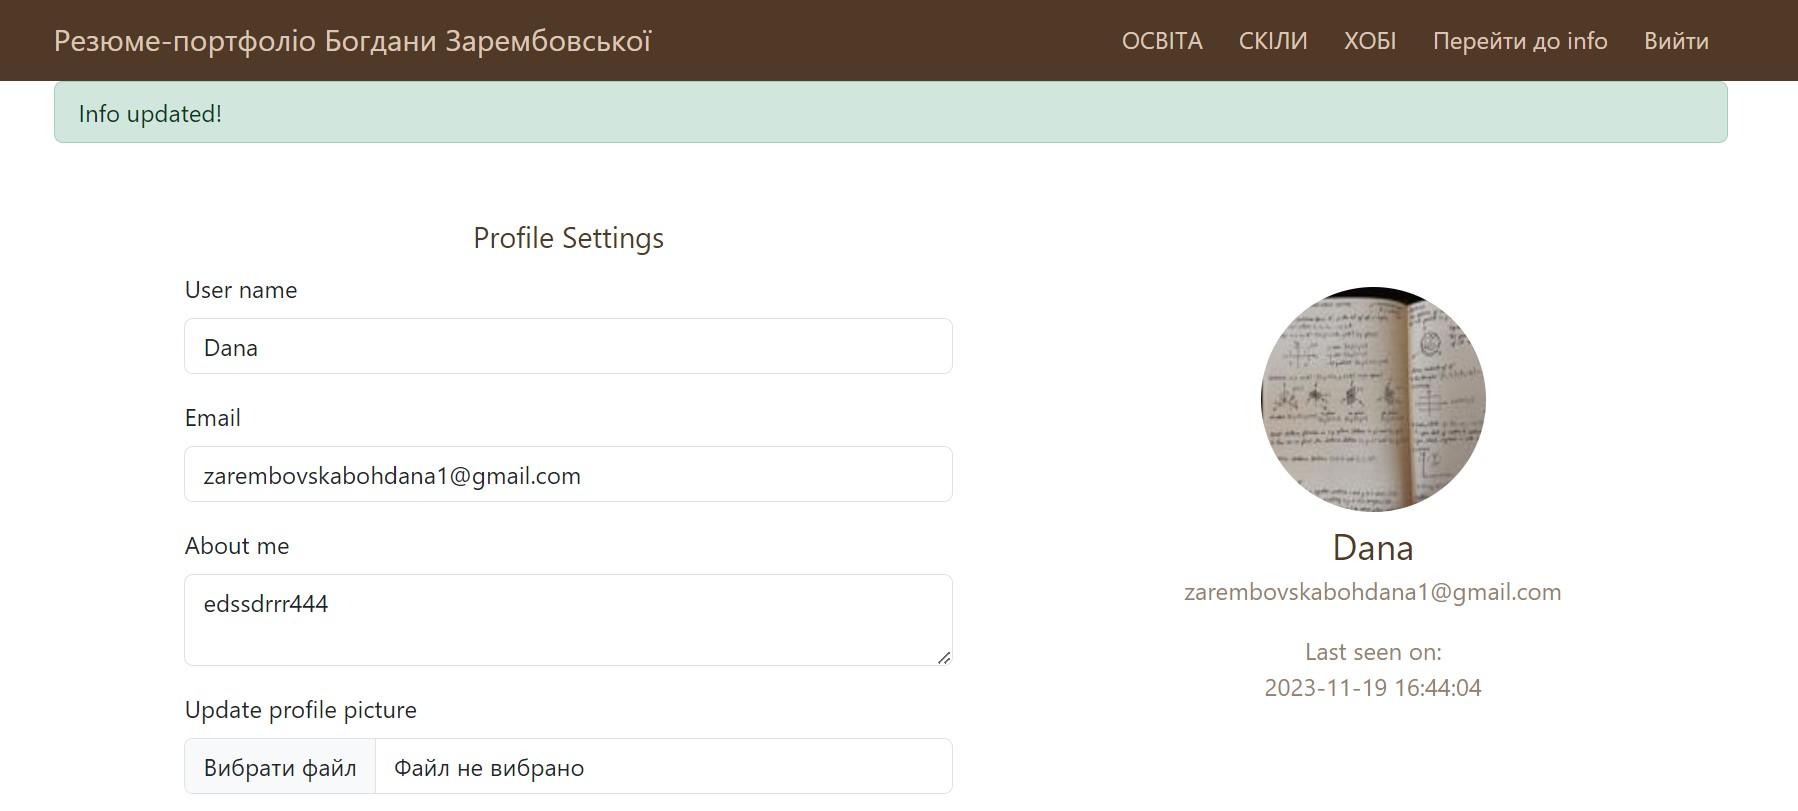 Резюме-портфоліо Богдани Зарембовської ОСВІТА СКІЛИ ХОБІ Перейти до info Вийти
Info updated!
Profile Settings
User name
Dana
Email
zarembovskabohdana1@gmail.com
About me
edssdrrr444
Update profile picture
Вибрати файл Файл не вибрано
Dana
zarembovskabohdana1@gmail.com
Last seen on:
2023-11-19 16:44:04